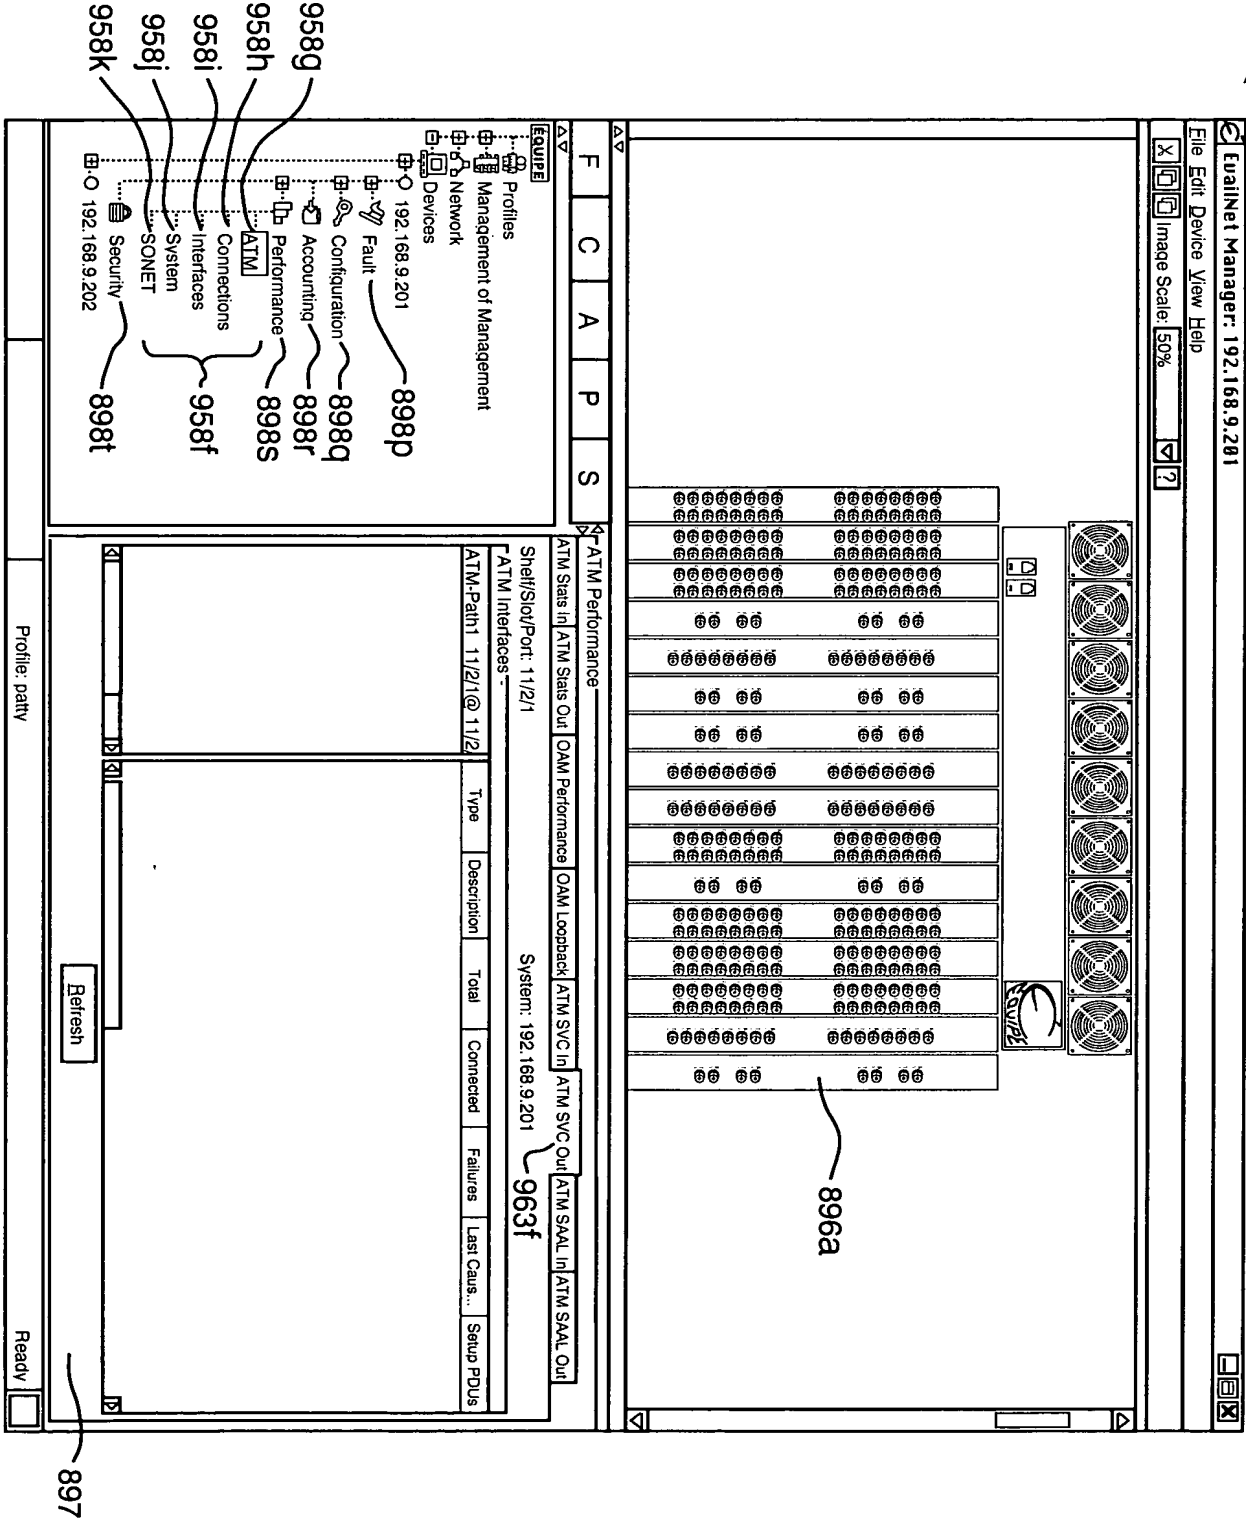 EuailNet Manager: 192.168.9.201
File Edit Device View Help
Image Scale: 50% ?
EQUIPE
896a
F C A P S
EQUIPE
Profiles
Management of Management
Network
Devices
192.168.9.201
Fault
Configuration
Accounting
Performance
ATM
Connections
Interfaces
System
SONET
Security
192.168.9.202
898p
898q
898r
898s
958f
898t
958g
958h
958i
958j
958k
ATM Performance
ATM Stats In ATM Stats Out OAM Performance OAM Loopback ATM SVC In ATM SVC Out ATM SAAL In ATM SAAL Out
Shelf/Slot/Port: 11/2/1 System: 192.168.9.201
963f
ATM Interfaces -
ATM-Path1 11/2/1@ 11/2/ Type Description Total Connected Failures Last Caus... Setup PDUs
Refresh
897
Profile: patty Ready